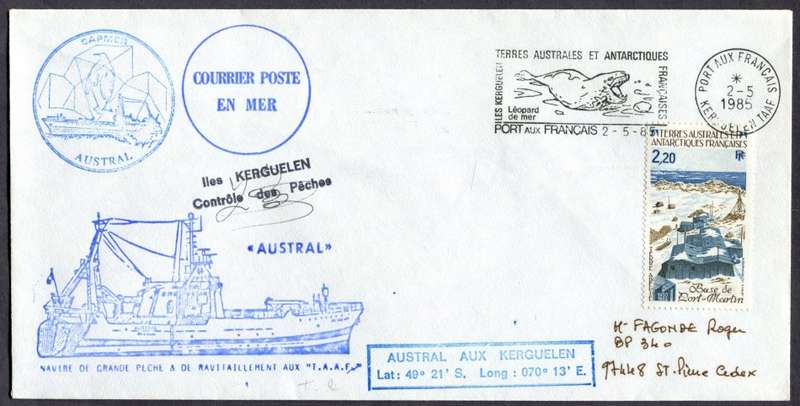 SAPMER
AUSTRAL
COURRIER POSTE
EN MER
TERRES AUSTRALES ET ANTARCTIQUES
FRANÇAISES
ILES KERGUELEN
Léopard
de mer
PORT AUX FRANÇAIS 2-5-85
PORT AUX FRANÇAIS
*
2-5
1985
KERGUELEN TAAF
TERRES AUSTRALES ET
ANTARCTIQUES FRANÇAISES
2,20
Base de
Port-Martin
Iles KERGUELEN
Contrôle des Pêches
«AUSTRAL»
NAVIRE DE GRANDE PECHE & DE RAVITAILLEMENT AUX "T.A.A.F"
AUSTRAL AUX KERGUELEN
Lat: 49° 21' S. Long: 070° 13' E.
Mr FAGONDE Roger
BP 340
97448 St. Pierre Cedex